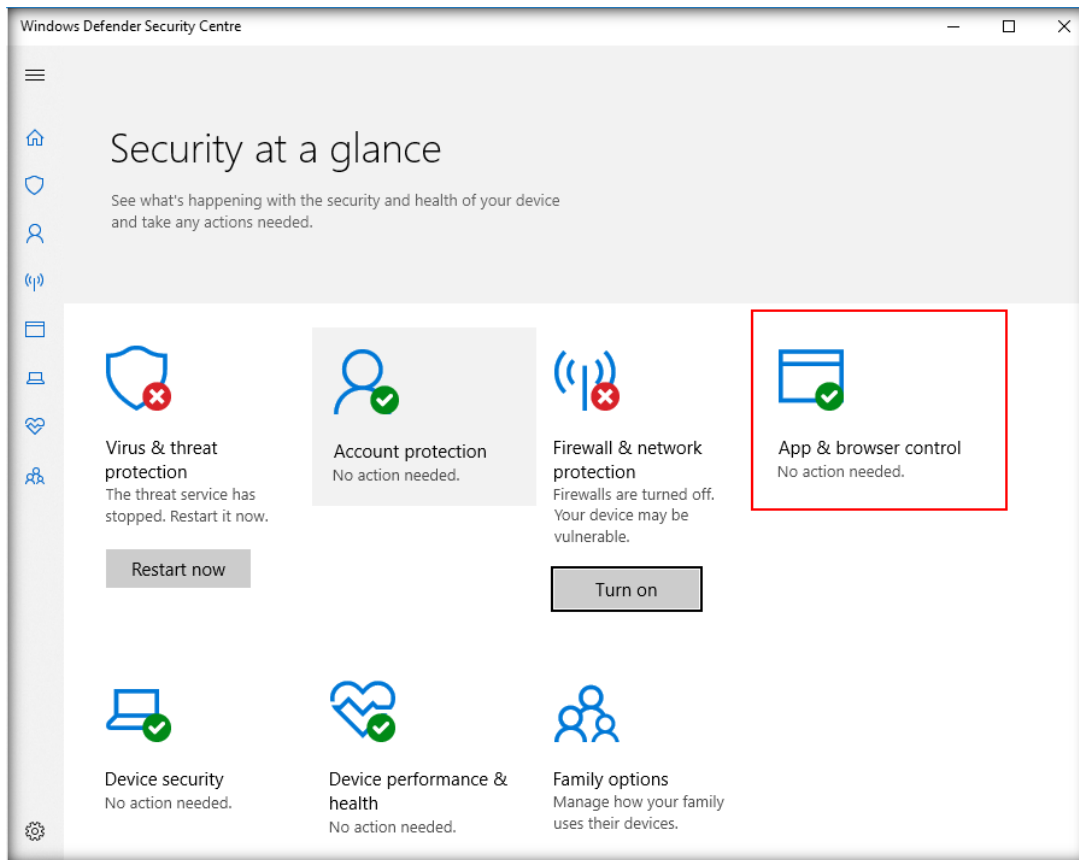 Windows Defender Security Centre
Security at a glance
See what's happening with the security and health of your device
and take any actions needed.
Virus & threat
protection
The threat service has
stopped. Restart it now.
Restart now
Account protection
No action needed.
Firewall & network
protection
Firewalls are turned off.
Your device may be
vulnerable.
Turn on
App & browser control
No action needed.
Device security
No action needed.
Device performance &
health
No action needed.
Family options
Manage how your family
uses their devices.